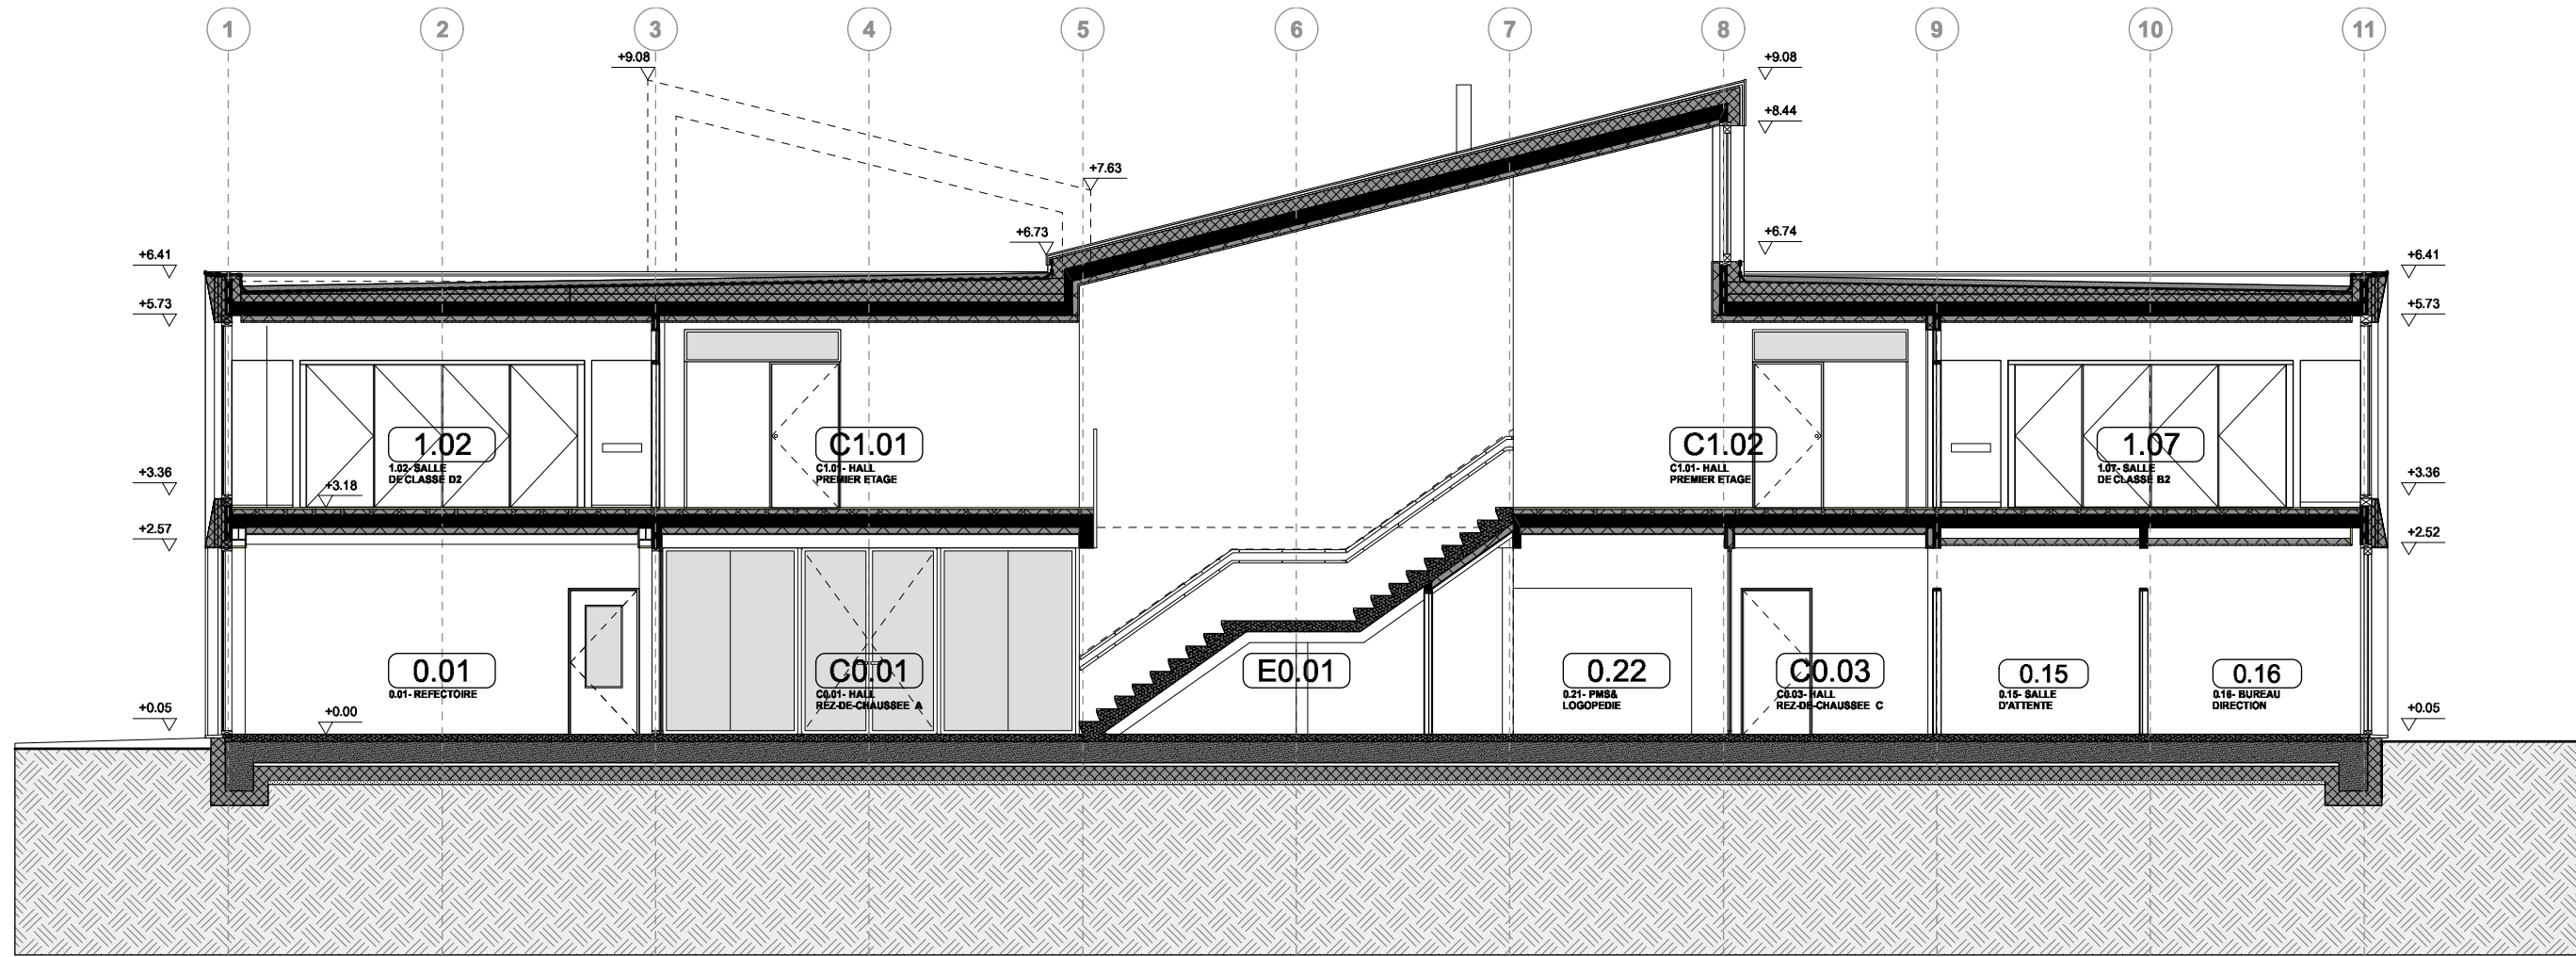 1 2 3 4 5 6 7 8 9 10 11
+9.08
+9.08
+8.44
+7.63
+6.73
+6.74
+6.41
+6.41
+5.73
+5.73
1.02
1.02- SALLE
DE CLASSE D2
C1.01
C1.01- HALL
PREMIER ETAGE
C1.02
C1.01- HALL
PREMIER ETAGE
1.07
1.07- SALLE
DE CLASSE B2
+3.36
+3.18
+3.36
+2.57
+2.52
0.01
0.01- REFECTOIRE
C0.01
C0.01- HALL
REZ-DE-CHAUSSEE A
E0.01
0.22
0.21- PMS&
LOGOPEDIE
C0.03
C0.03- HALL
REZ-DE-CHAUSSEE C
0.15
0.15- SALLE
D'ATTENTE
0.16
0.16- BUREAU
DIRECTION
+0.05
+0.00
+0.05